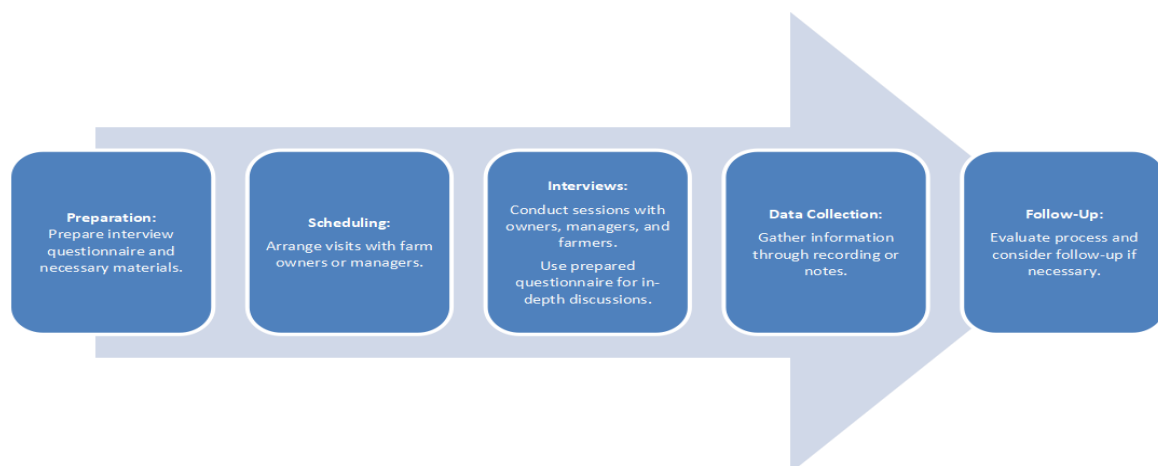 Preparation:
Prepare interview
questionnaire and
necessary materials.
Scheduling:
Arrange visits with farm
owners or managers.
Interviews:
Conduct sessions with
owners, managers, and
farmers.
Use prepared
questionnaire for in-
depth discussions.
Data Collection:
Gather information
through recording or
notes.
Follow-Up:
Evaluate process and
consider follow-up if
necessary.